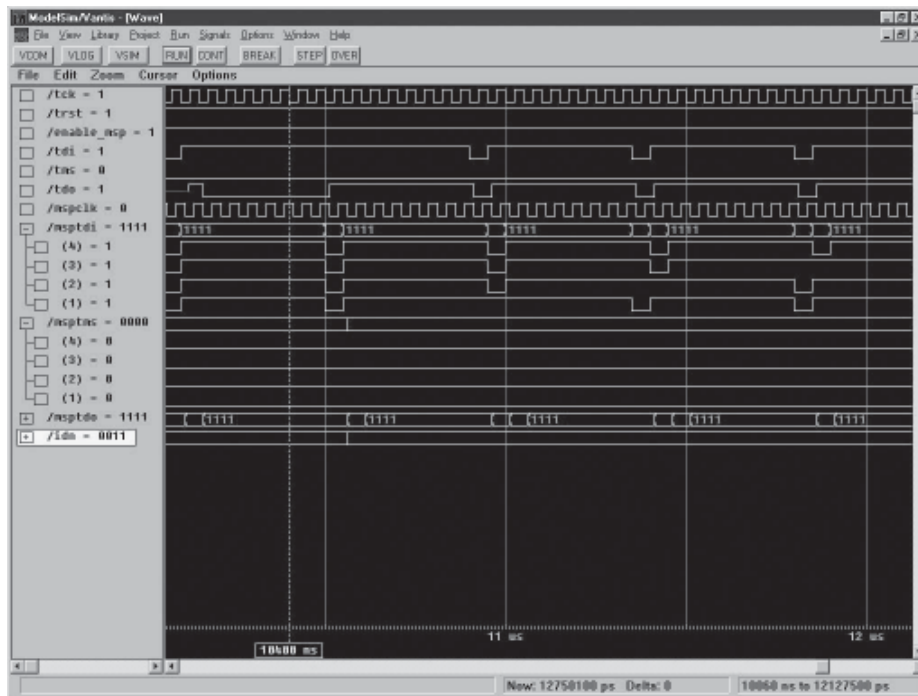 ModelSim/Vantis - [Wave]
File View Library Project Run Signals Options Window Help
VCOM VLOG VSIM RUN CONT BREAK STEP OVER
File Edit Zoom Cursor Options
/tck = 1
/trst = 1
/enable_msp = 1
/tdi = 1
/tms = 0
/tdo = 1
/mspclk = 0
/msptdi = 1111 1111 1111 1111 1111 1111
(4) = 1
(3) = 1
(2) = 1
(1) = 1
/msptms = 0000
(4) = 0
(3) = 0
(2) = 0
(1) = 0
/msptdo = 1111 1111 1111 1111 1111 1111
/idn = 0011
11 us 12 us
10400 ns
Now: 12750100 ps Delta: 0 10060 ns to 12127500 ps